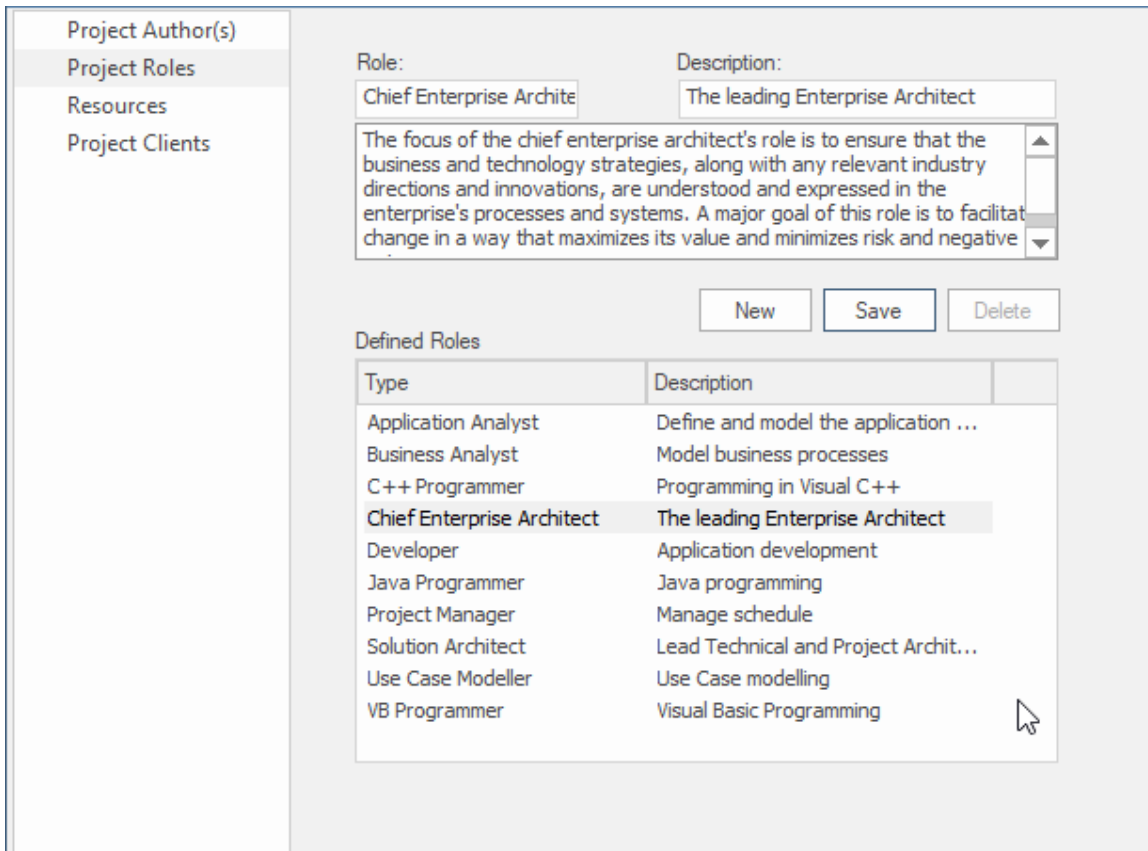 Project Author(s)
Project Roles
Resources
Project Clients
Role:
Description:
Chief Enterprise Archite
The leading Enterprise Architect
The focus of the chief enterprise architect's role is to ensure that the
business and technology strategies, along with any relevant industry
directions and innovations, are understood and expressed in the
enterprise's processes and systems. A major goal of this role is to facilitat
change in a way that maximizes its value and minimizes risk and negative
New
Save
Delete
Defined Roles
Type
Description
Application Analyst
Define and model the application ...
Business Analyst
Model business processes
C++ Programmer
Programming in Visual C++
Chief Enterprise Architect
The leading Enterprise Architect
Developer
Application development
Java Programmer
Java programming
Project Manager
Manage schedule
Solution Architect
Lead Technical and Project Archit...
Use Case Modeller
Use Case modelling
VB Programmer
Visual Basic Programming